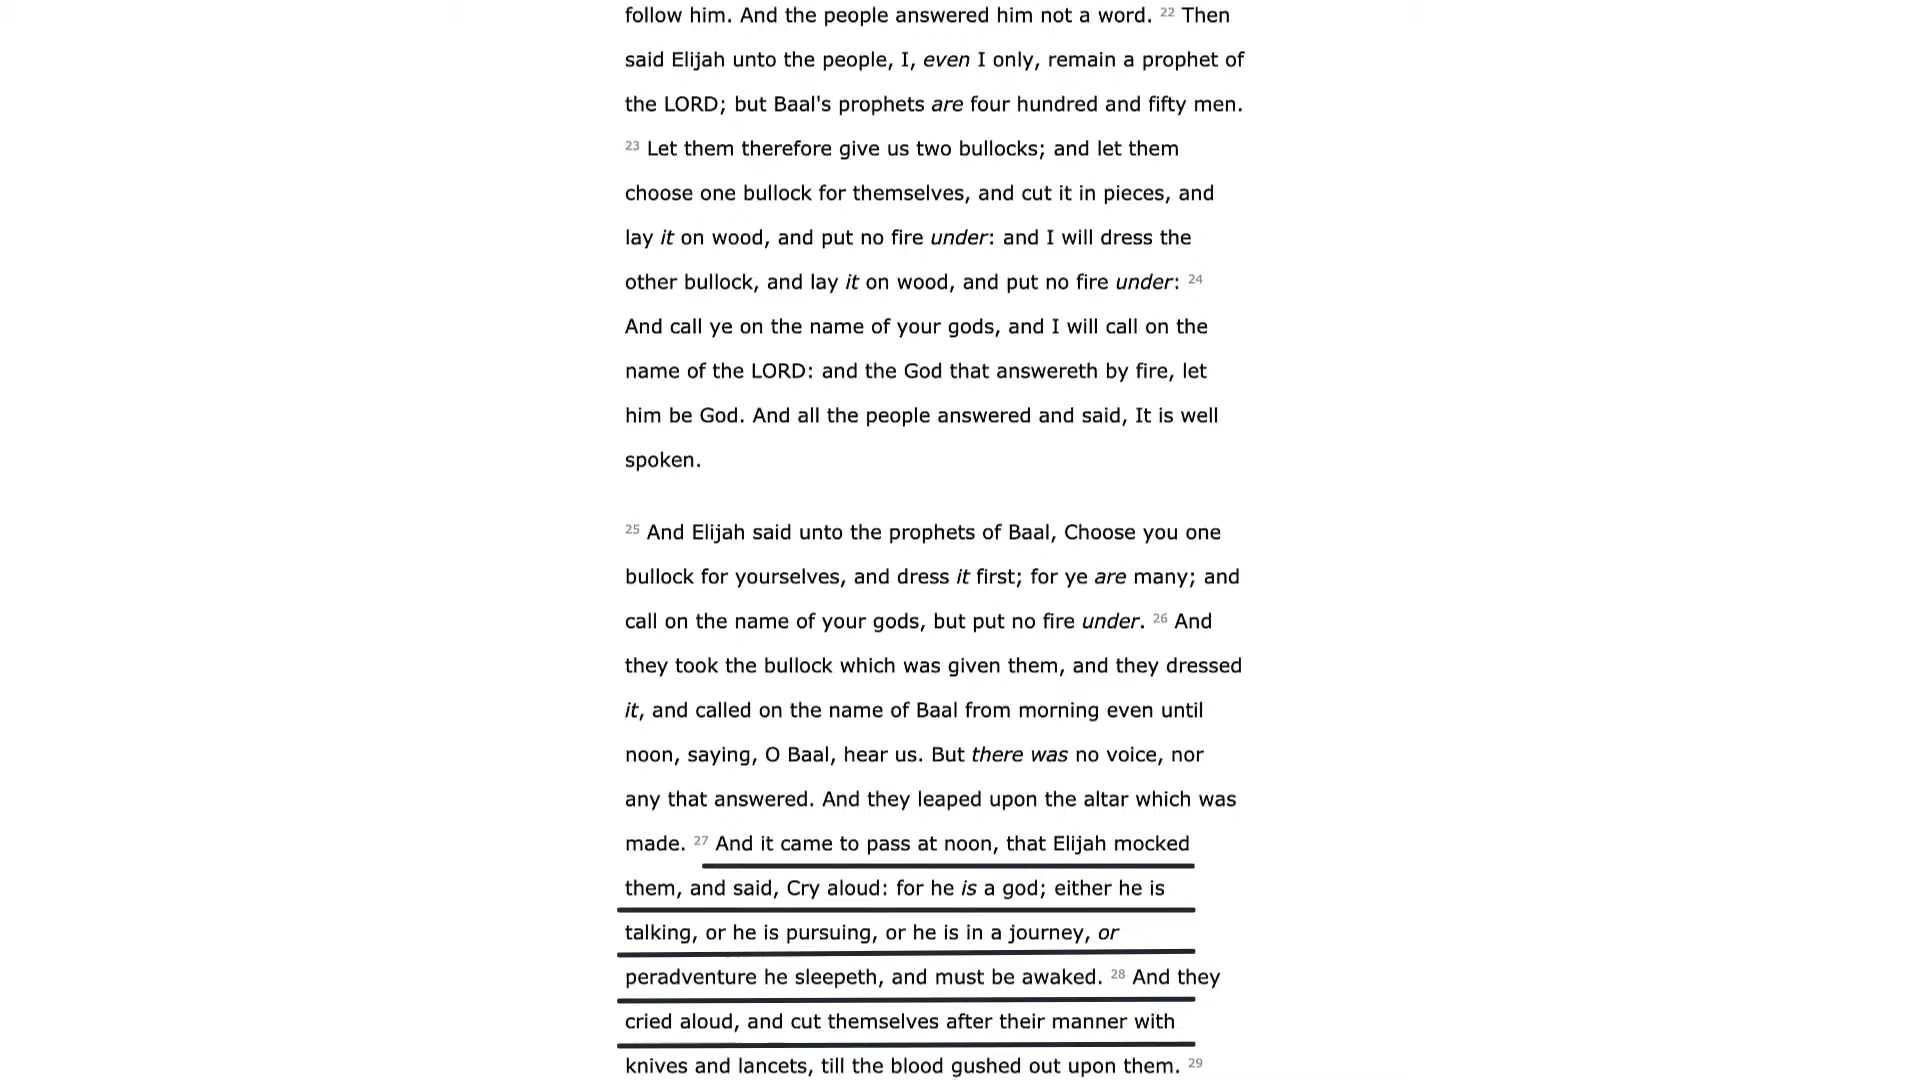 follow him. And the people answered him not a word. 22 Then
said Elijah unto the people, I, even I only, remain a prophet of
the LORD; but Baal's prophets are four hundred and fifty men.
23 Let them therefore give us two bullocks; and let them
choose one bullock for themselves, and cut it in pieces, and
lay it on wood, and put no fire under: and I will dress the
other bullock, and lay it on wood, and put no fire under: 24
And call ye on the name of your gods, and I will call on the
name of the LORD: and the God that answereth by fire, let
him be God. And all the people answered and said, It is well
spoken.
25 And Elijah said unto the prophets of Baal, Choose you one
bullock for yourselves, and dress it first; for ye are many; and
call on the name of your gods, but put no fire under. 26 And
they took the bullock which was given them, and they dressed
it, and called on the name of Baal from morning even until
noon, saying, O Baal, hear us. But there was no voice, nor
any that answered. And they leaped upon the altar which was
made. 27 And it came to pass at noon, that Elijah mocked
them, and said, Cry aloud: for he is a god; either he is
talking, or he is pursuing, or he is in a journey, or
peradventure he sleepeth, and must be awaked. 28 And they
cried aloud, and cut themselves after their manner with
knives and lancets, till the blood gushed out upon them. 29